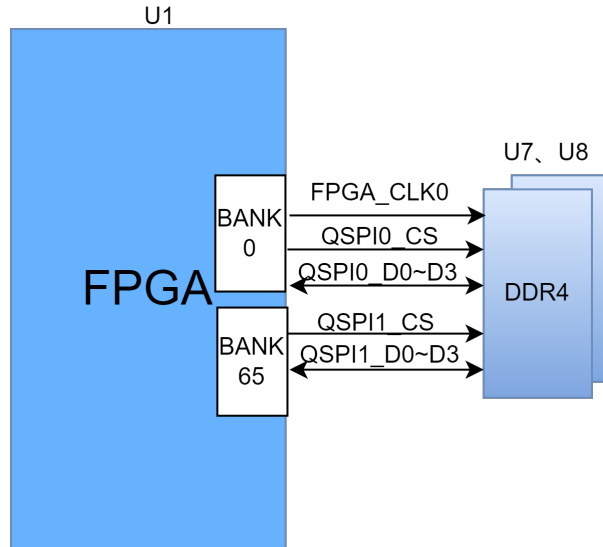 U1
U7、U8
FPGA_CLK0
BANK
0
QSPI0_CS
QSPI0_D0~D3
FPGA
DDR4
QSPI1_CS
BANK
65
QSPI1_D0~D3